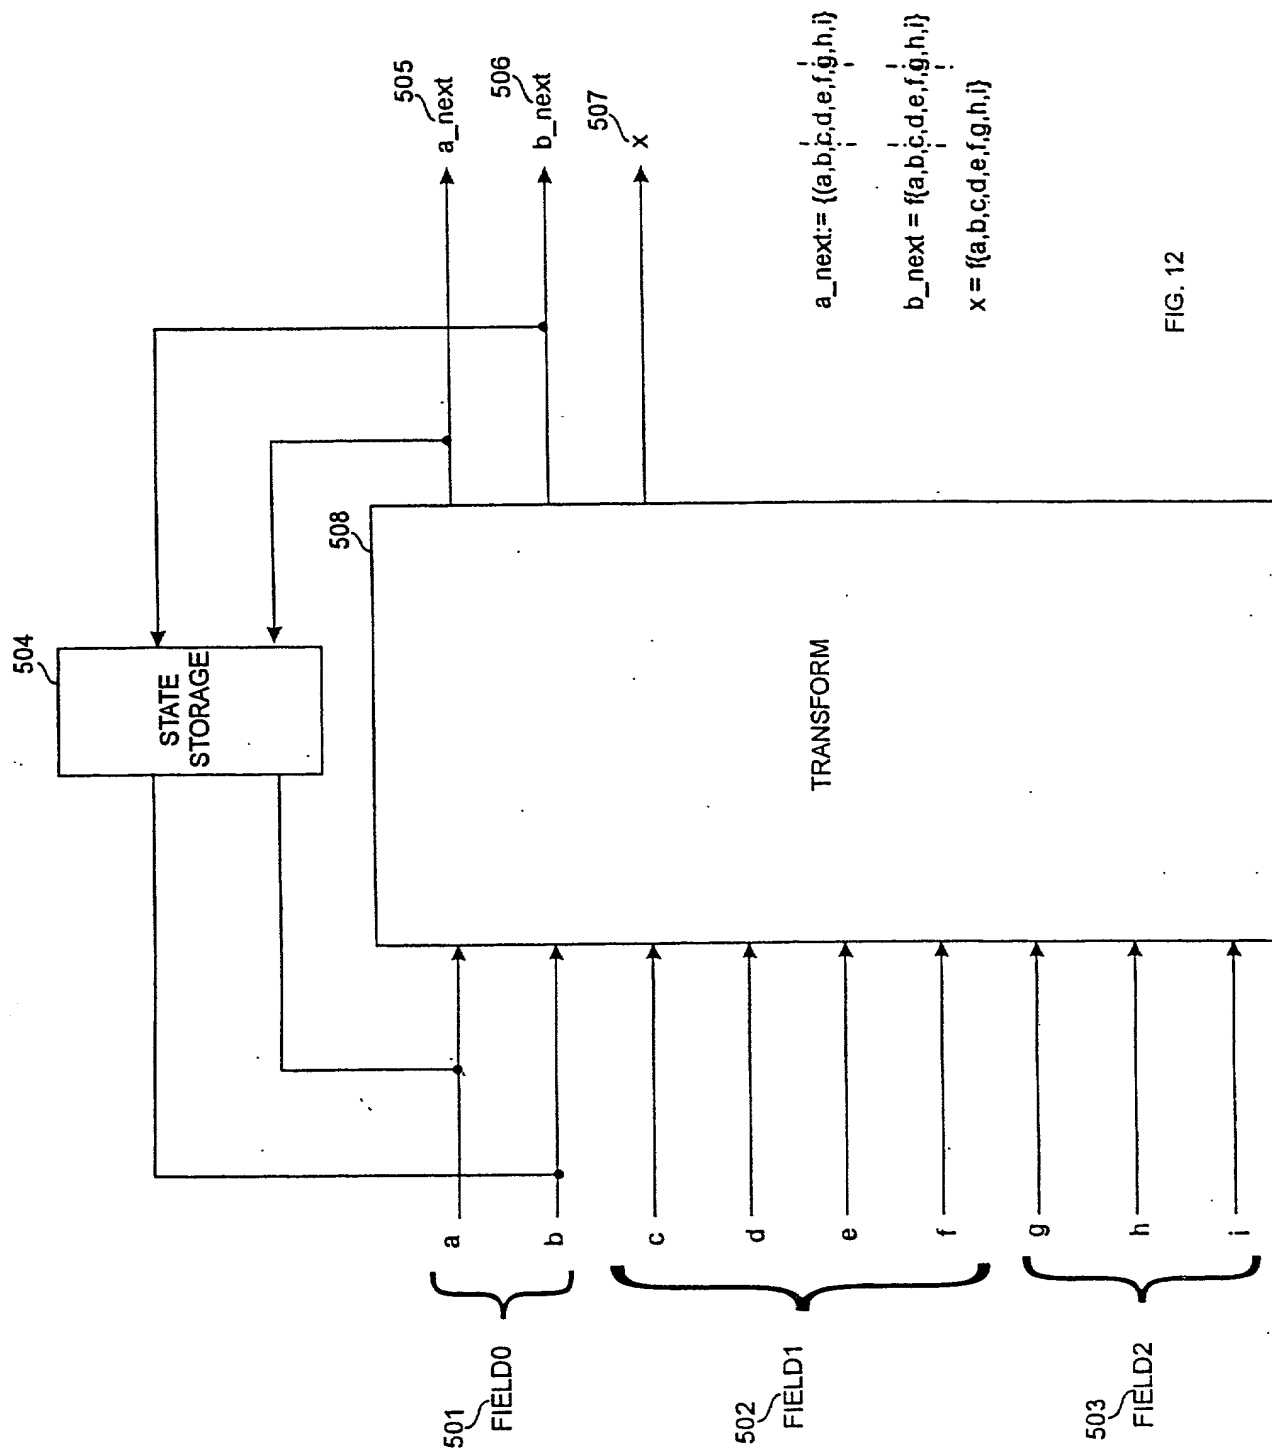 504
STATE
STORAGE
508
TRANSFORM
501
FIELD0
a
b
502
FIELD1
c
d
e
f
503
FIELD2
g
h
i
505
a_next
506
b_next
507
x
a_next:= {(a,b,c,d,e,f,g,h,i}
b_next = f{a,b,c,d,e,f,g,h,i}
x = f{a,b,c,d,e,f,g,h,i}
FIG. 12